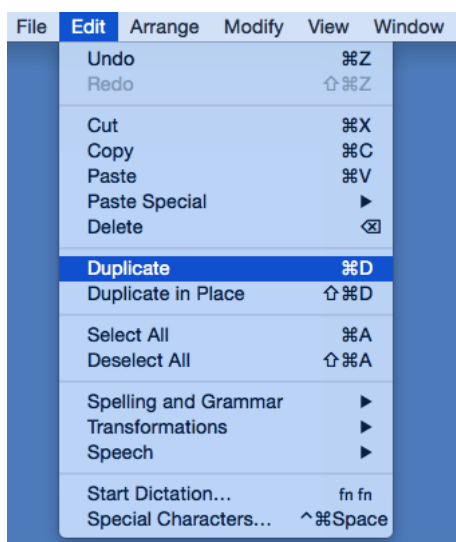 File Edit Arrange Modify View Window
Undo ⌘Z
Redo ⇧⌘Z
Cut ⌘X
Copy ⌘C
Paste ⌘V
Paste Special ▶
Delete ⌫
Duplicate ⌘D
Duplicate in Place ⇧⌘D
Select All ⌘A
Deselect All ⇧⌘A
Spelling and Grammar ▶
Transformations ▶
Speech ▶
Start Dictation... fn fn
Special Characters... ^⌘Space